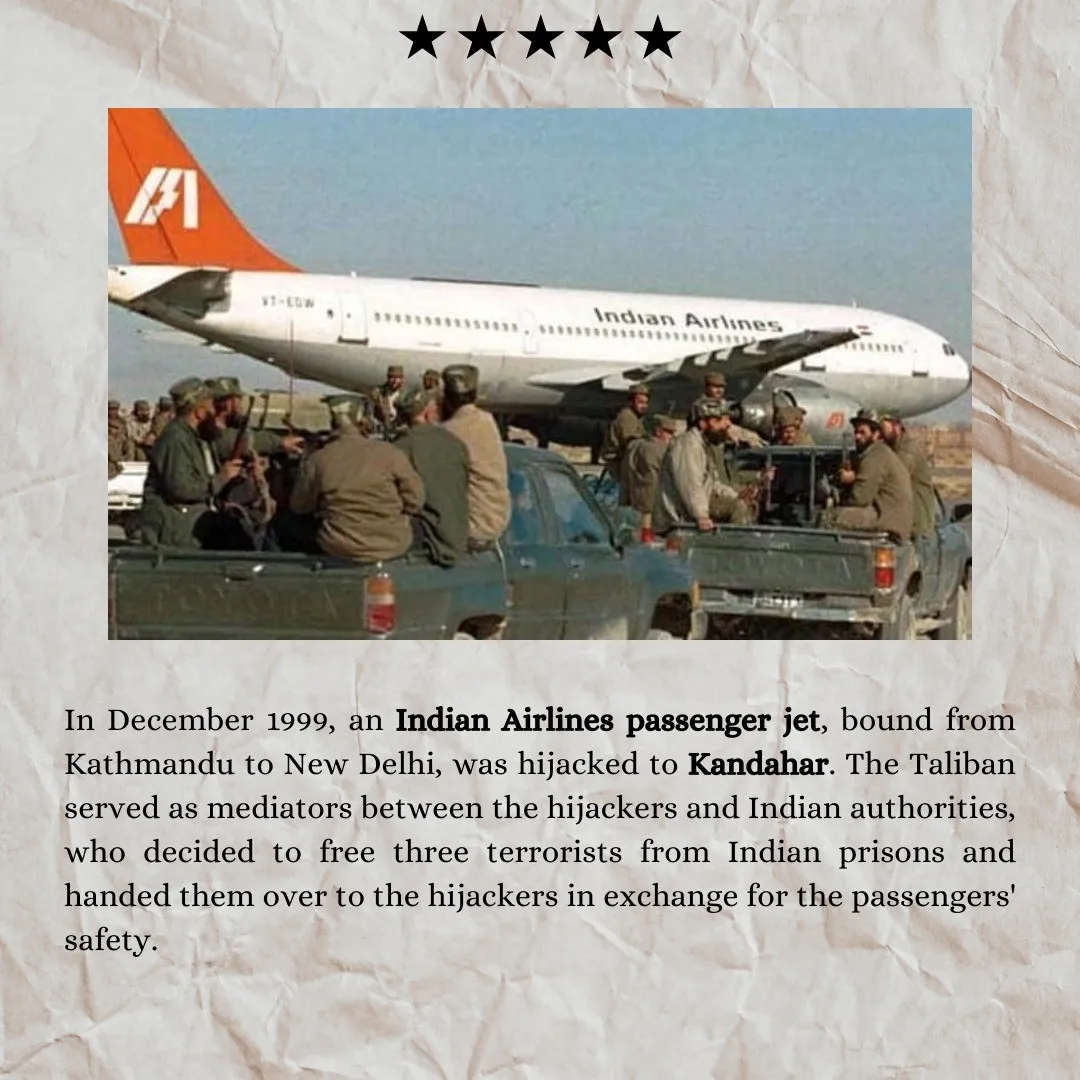 VT-EDW
Indian Airlines
TOYOTA
TOYOTA
In December 1999, an Indian Airlines passenger jet, bound from
Kathmandu to New Delhi, was hijacked to Kandahar. The Taliban
served as mediators between the hijackers and Indian authorities,
who decided to free three terrorists from Indian prisons and
handed them over to the hijackers in exchange for the passengers'
safety.